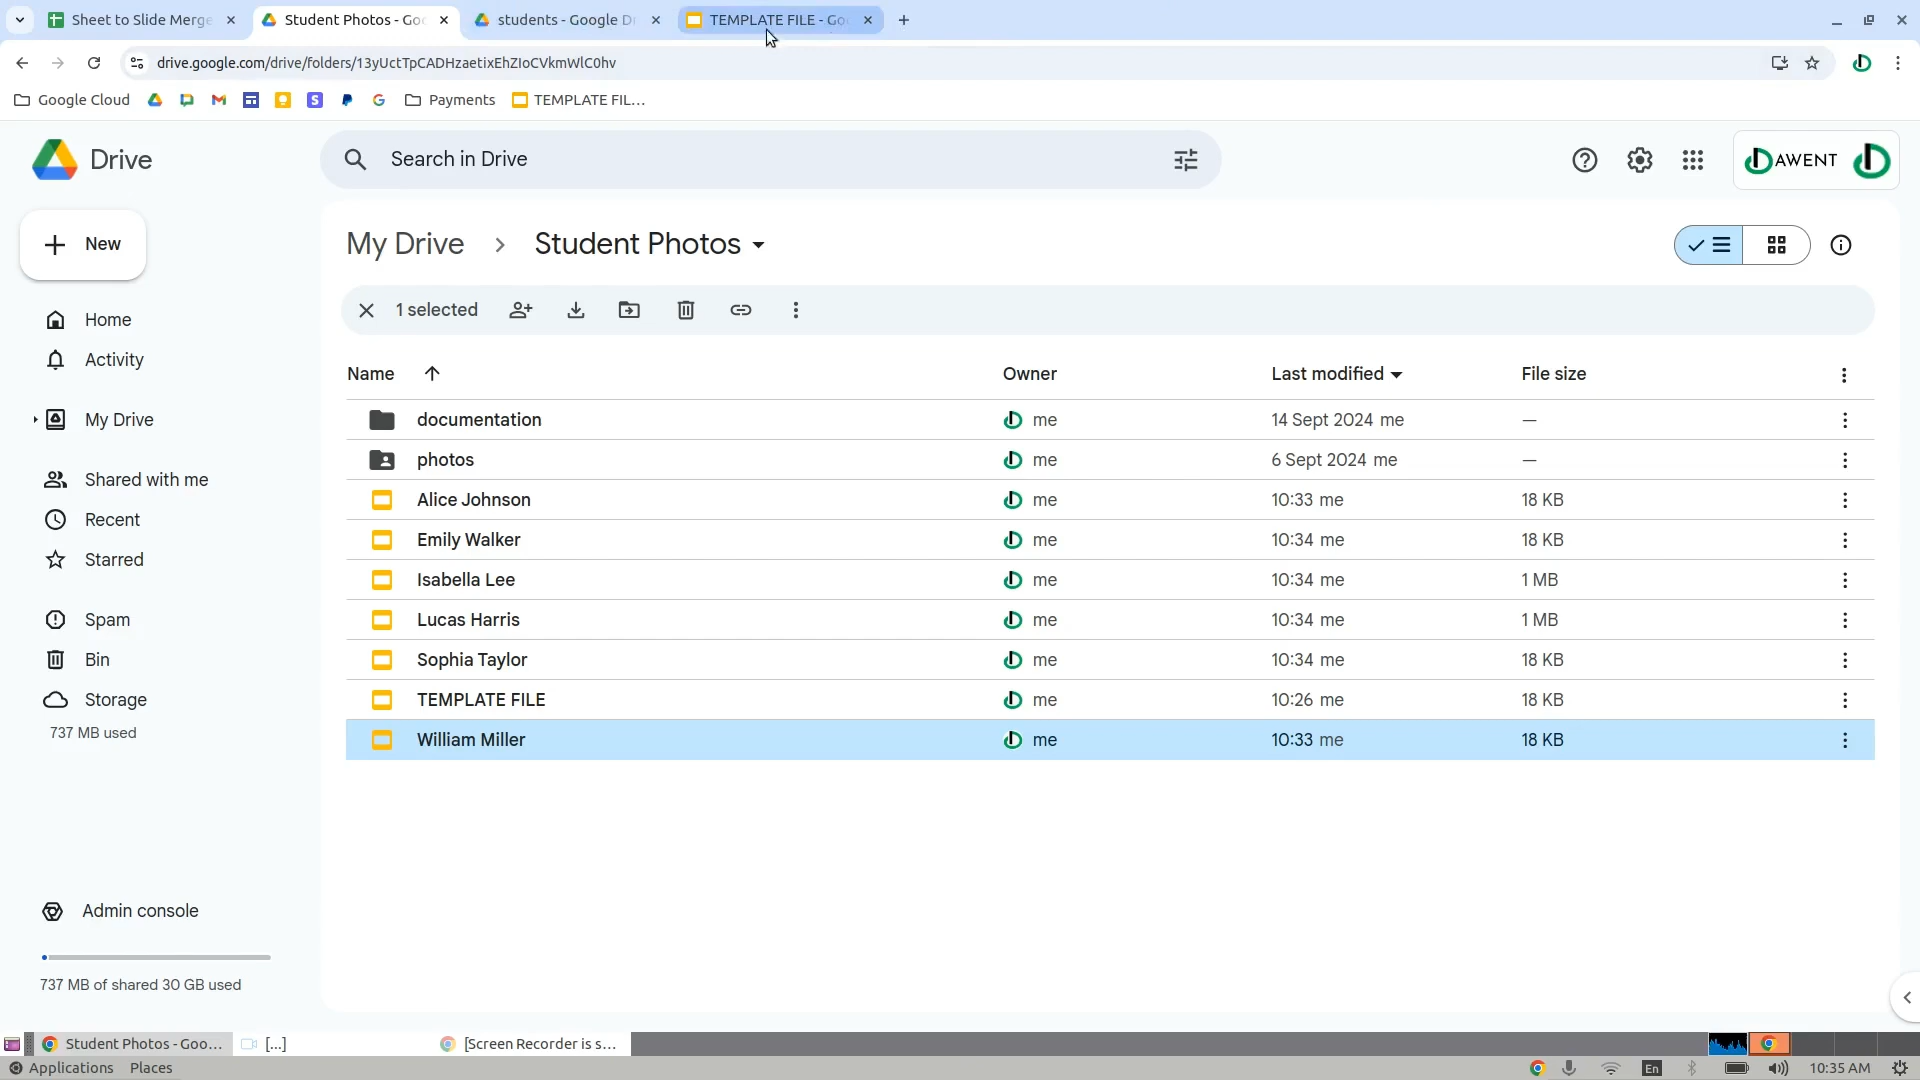 Sheet to Slide Merge
Student Photos - Goo
students - Google D
TEMPLATE FILE - Go
drive.google.com/drive/folders/13yUctTpCADHzaetixEhZIoCVkmWlC0hv
Google Cloud
Payments
TEMPLATE FIL...
Drive
Search in Drive
DAWENT
New
My Drive
Student Photos
1 selected
Home
Activity
My Drive
Shared with me
Recent
Starred
Spam
Bin
Storage
737 MB used
Admin console
737 MB of shared 30 GB used
Name Owner Last modified File size
documentation me 14 Sept 2024 me —
photos me 6 Sept 2024 me —
Alice Johnson me 10:33 me 18 KB
Emily Walker me 10:34 me 18 KB
Isabella Lee me 10:34 me 1 MB
Lucas Harris me 10:34 me 1 MB
Sophia Taylor me 10:34 me 18 KB
TEMPLATE FILE me 10:26 me 18 KB
William Miller me 10:33 me 18 KB
Student Photos - Goo...
[...]
[Screen Recorder is s...
Applications Places
En
10:35 AM